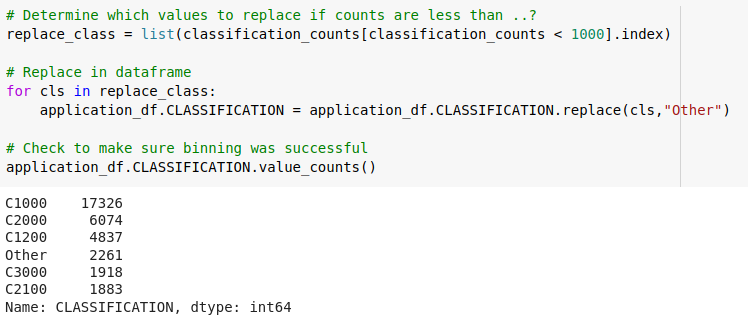 # Determine which values to replace if counts are less than ..?
replace_class = list(classification_counts[classification_counts < 1000].index)
# Replace in dataframe
for cls in replace_class:
    application_df.CLASSIFICATION = application_df.CLASSIFICATION.replace(cls,"Other")
# Check to make sure binning was successful
application_df.CLASSIFICATION.value_counts()
C1000    17326
C2000     6074
C1200     4837
Other     2261
C3000     1918
C2100     1883
Name: CLASSIFICATION, dtype: int64